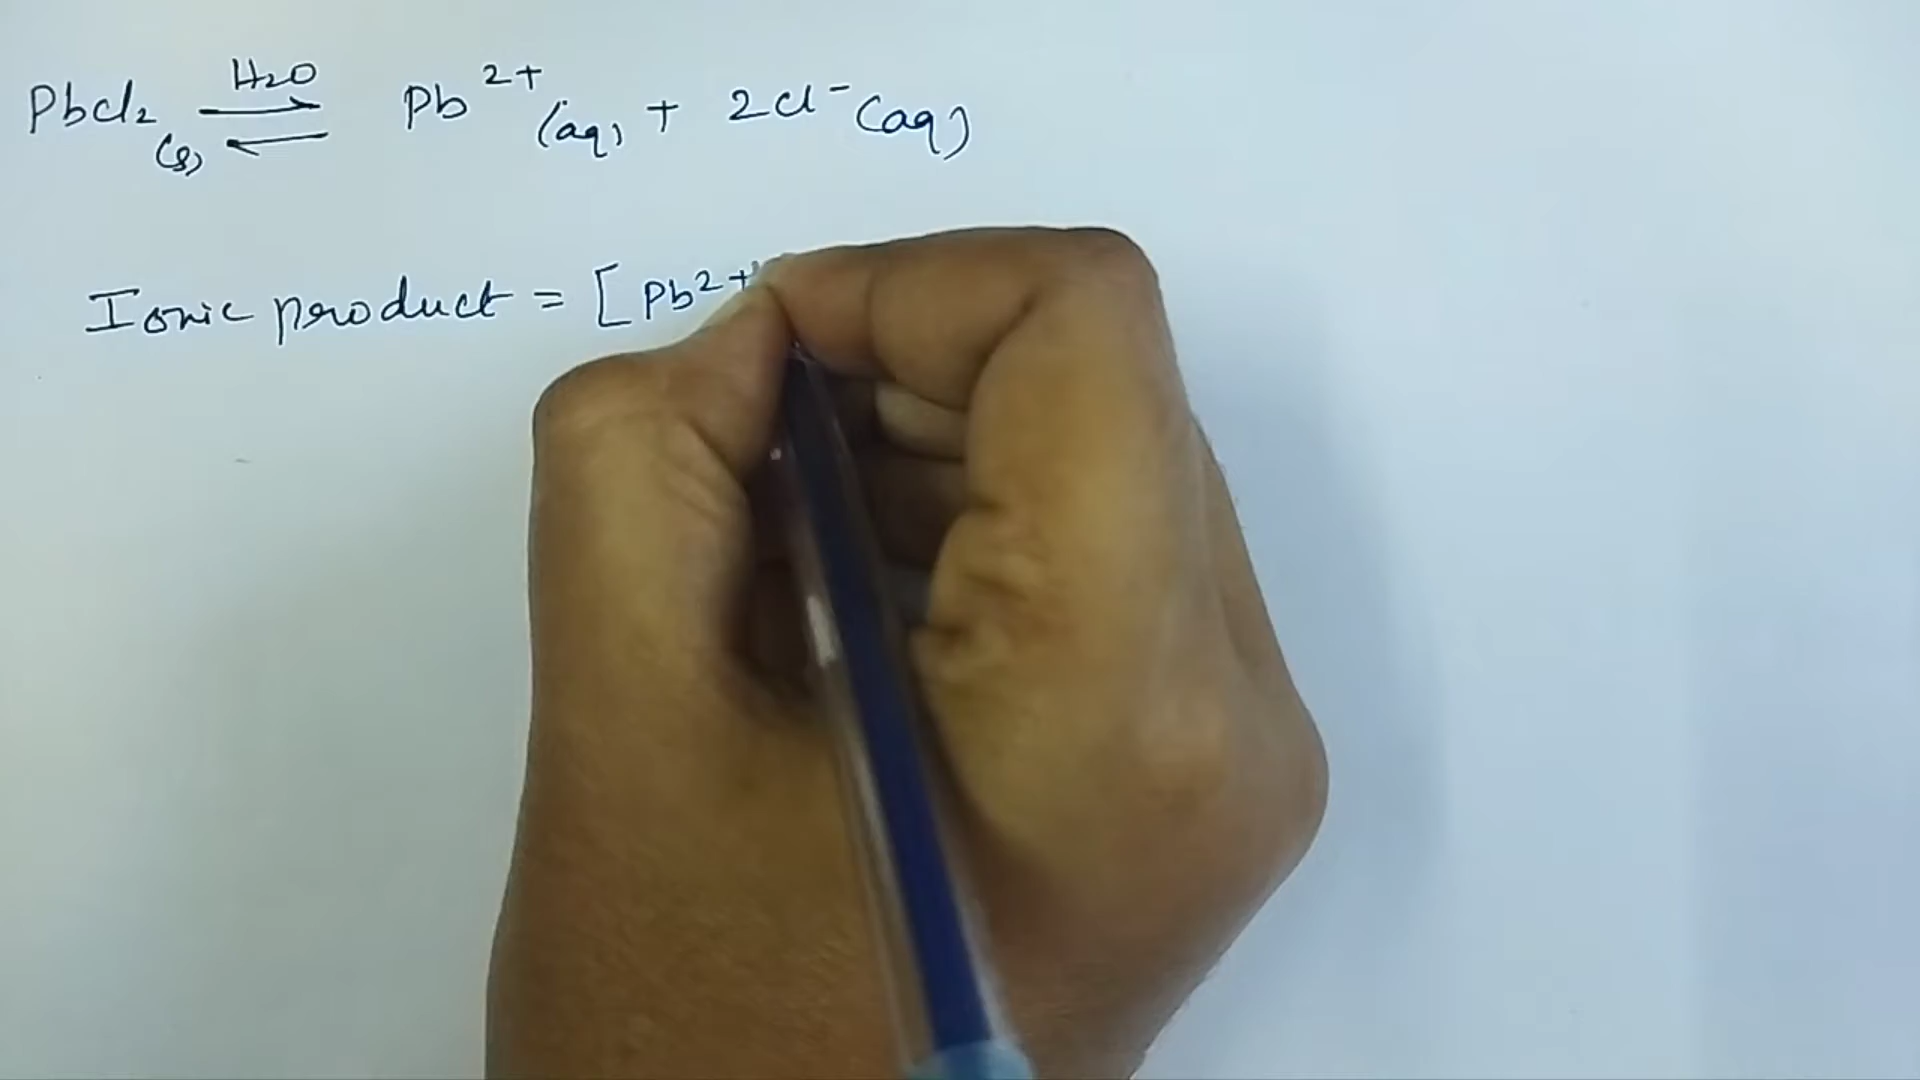 H₂O
PbCl₂ (s) ⇌ Pb²⁺ (aq) + 2Cl⁻ (aq)
Ionic product = [Pb²⁺